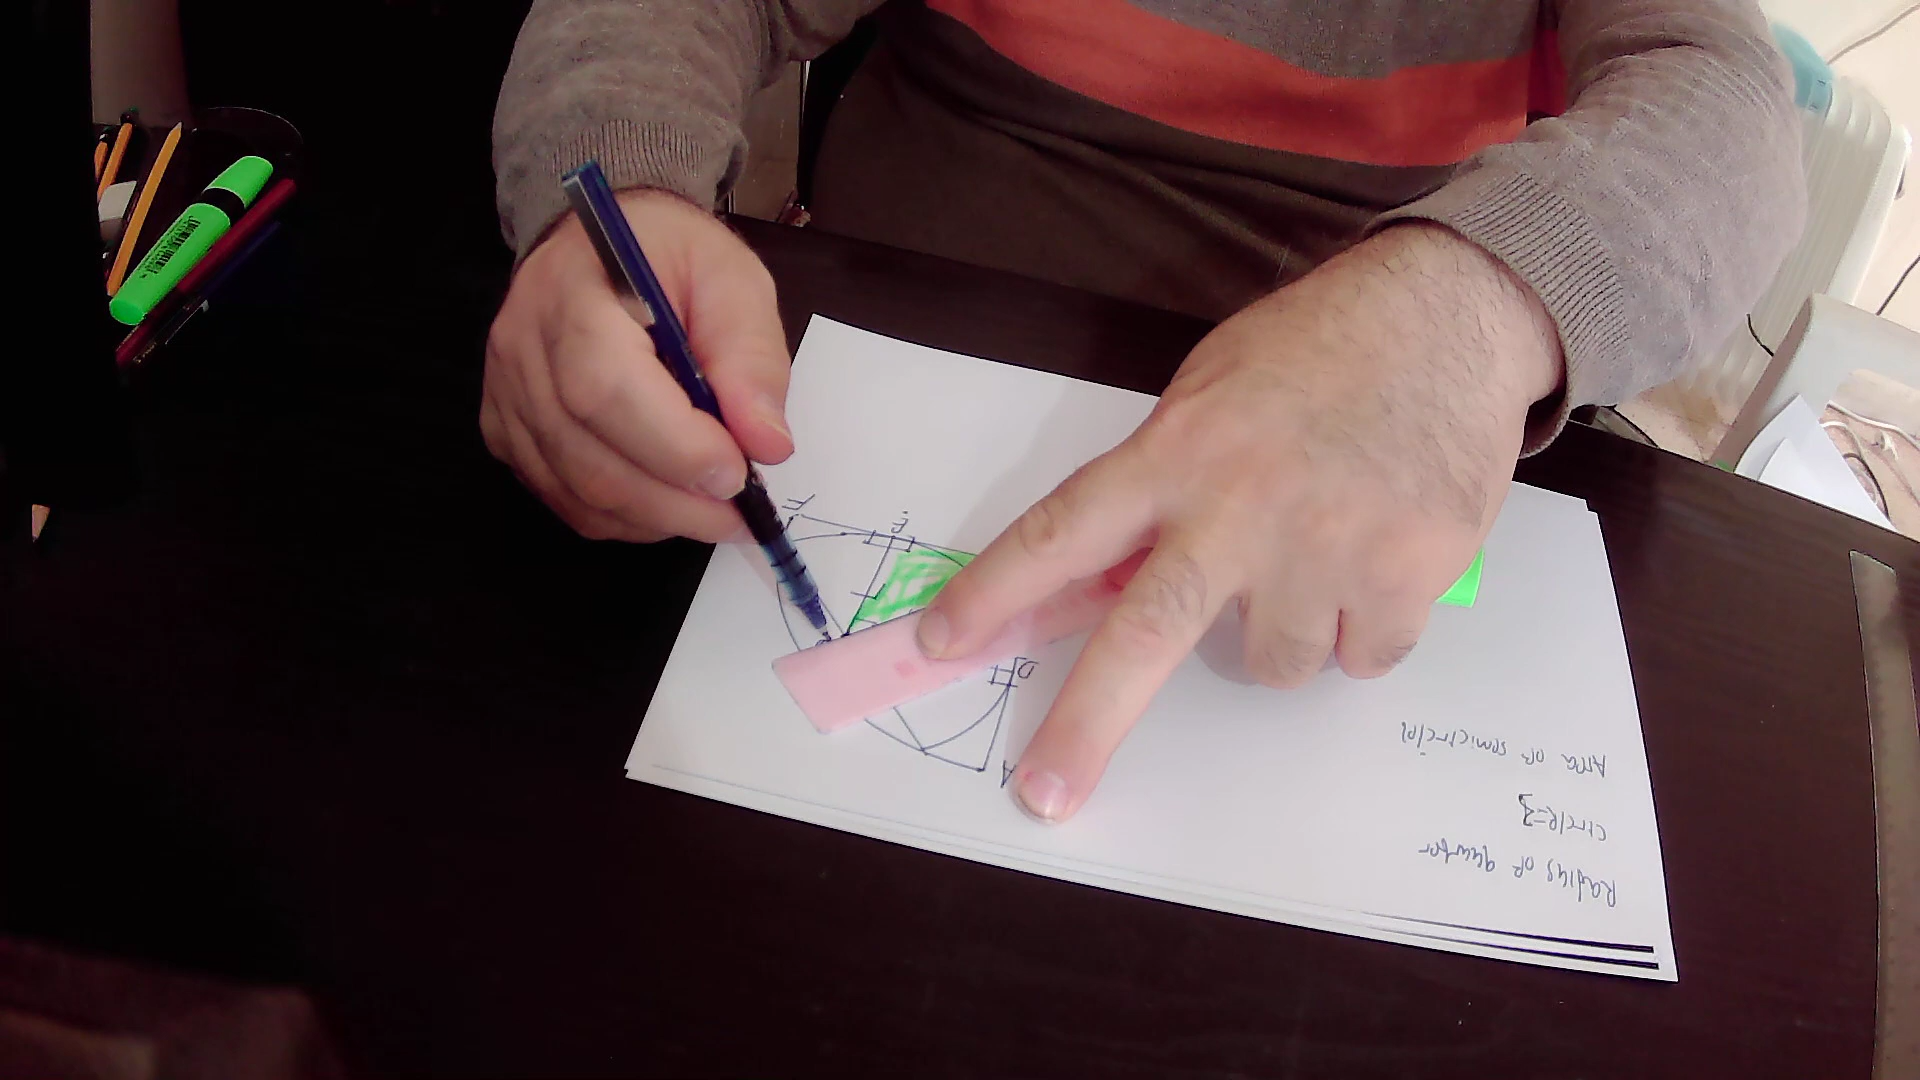 Radius of quarter
circle=3
Area of semicircle
A
D
E
F